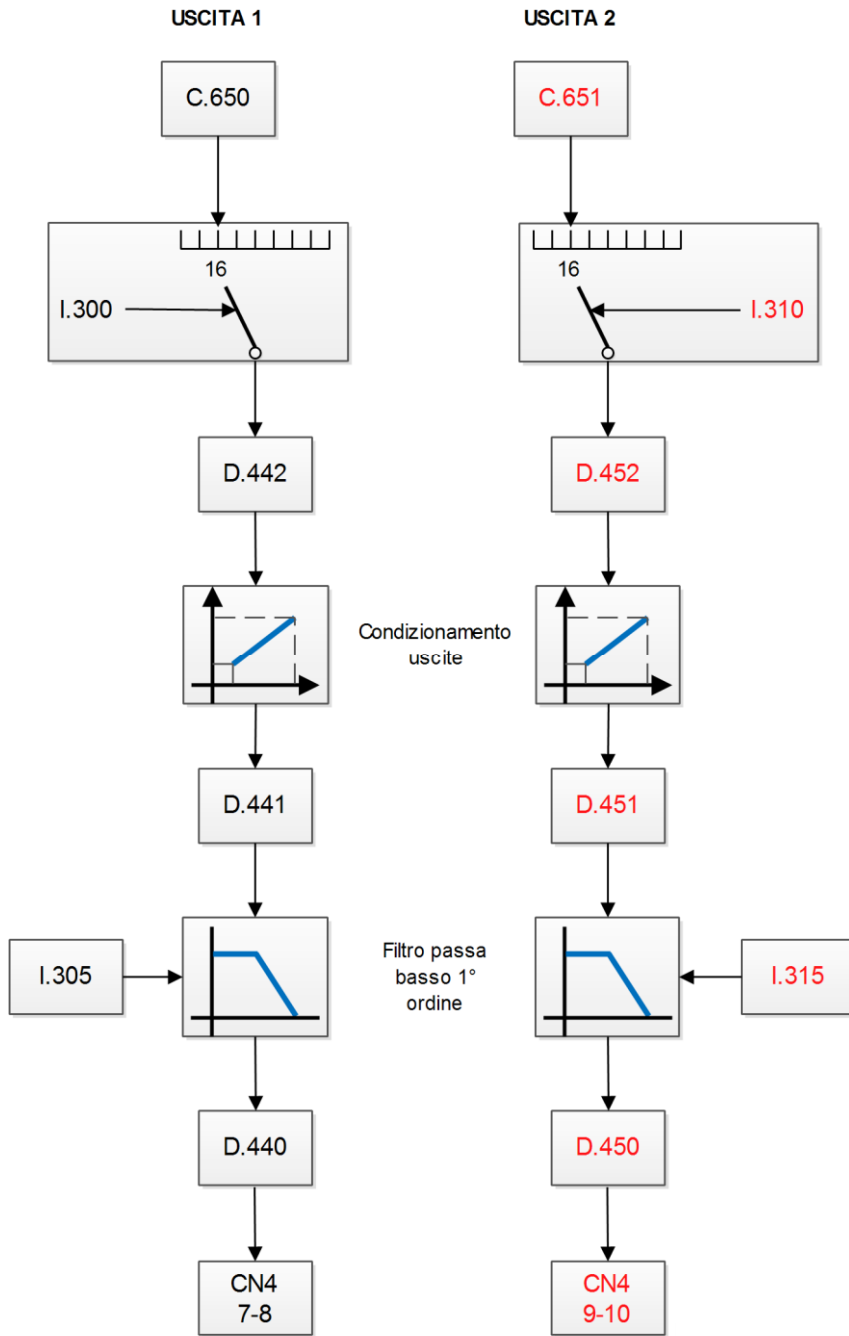 USCITA 1
USCITA 2
C.650
C.651
16
16
I.300
I.310
D.442
D.452
Condizionamento
uscite
D.441
D.451
I.305
Filtro passa
basso 1°
ordine
I.315
D.440
D.450
CN4
7-8
CN4
9-10